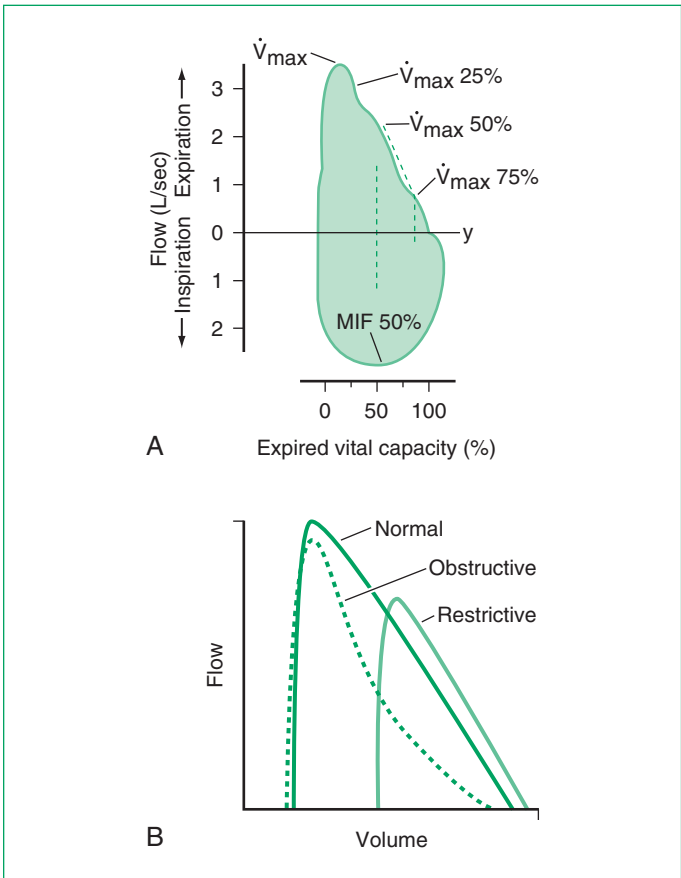 V̇max
V̇max 25%
V̇max 50%
V̇max 75%
Flow (L/sec)
Inspiration Expiration
3
2
1
0
1
2
y
MIF 50%
0 50 100
A
Expired vital capacity (%)
Normal
Obstructive
Restrictive
Flow
B
Volume